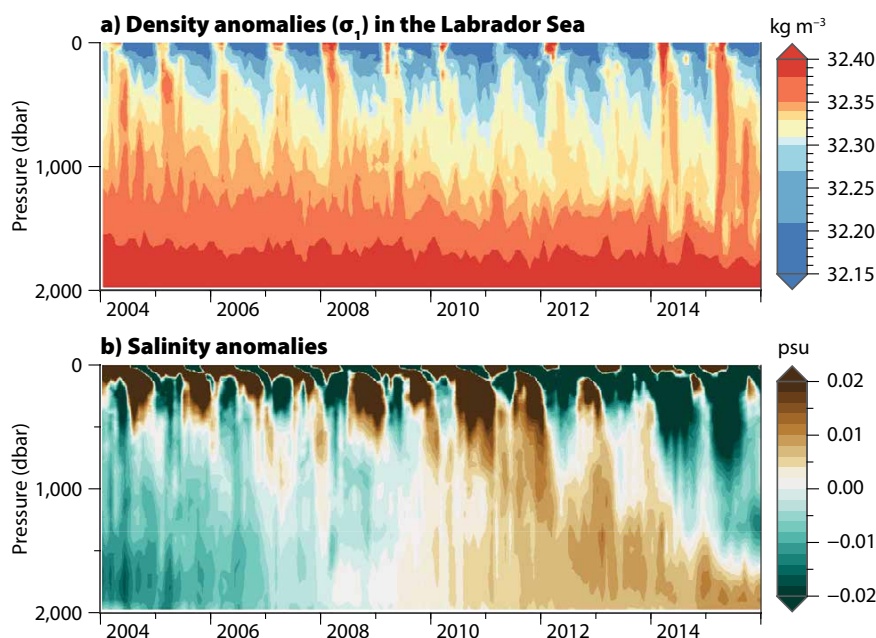 a) Density anomalies (σ₁) in the Labrador Sea
kg m⁻³
Pressure (dbar)
0
1,000
2,000
2004 2006 2008 2010 2012 2014
32.40
32.35
32.30
32.25
32.20
32.15
b) Salinity anomalies
psu
Pressure (dbar)
0
1,000
2,000
2004 2006 2008 2010 2012 2014
0.02
0.01
0.00
−0.01
−0.02